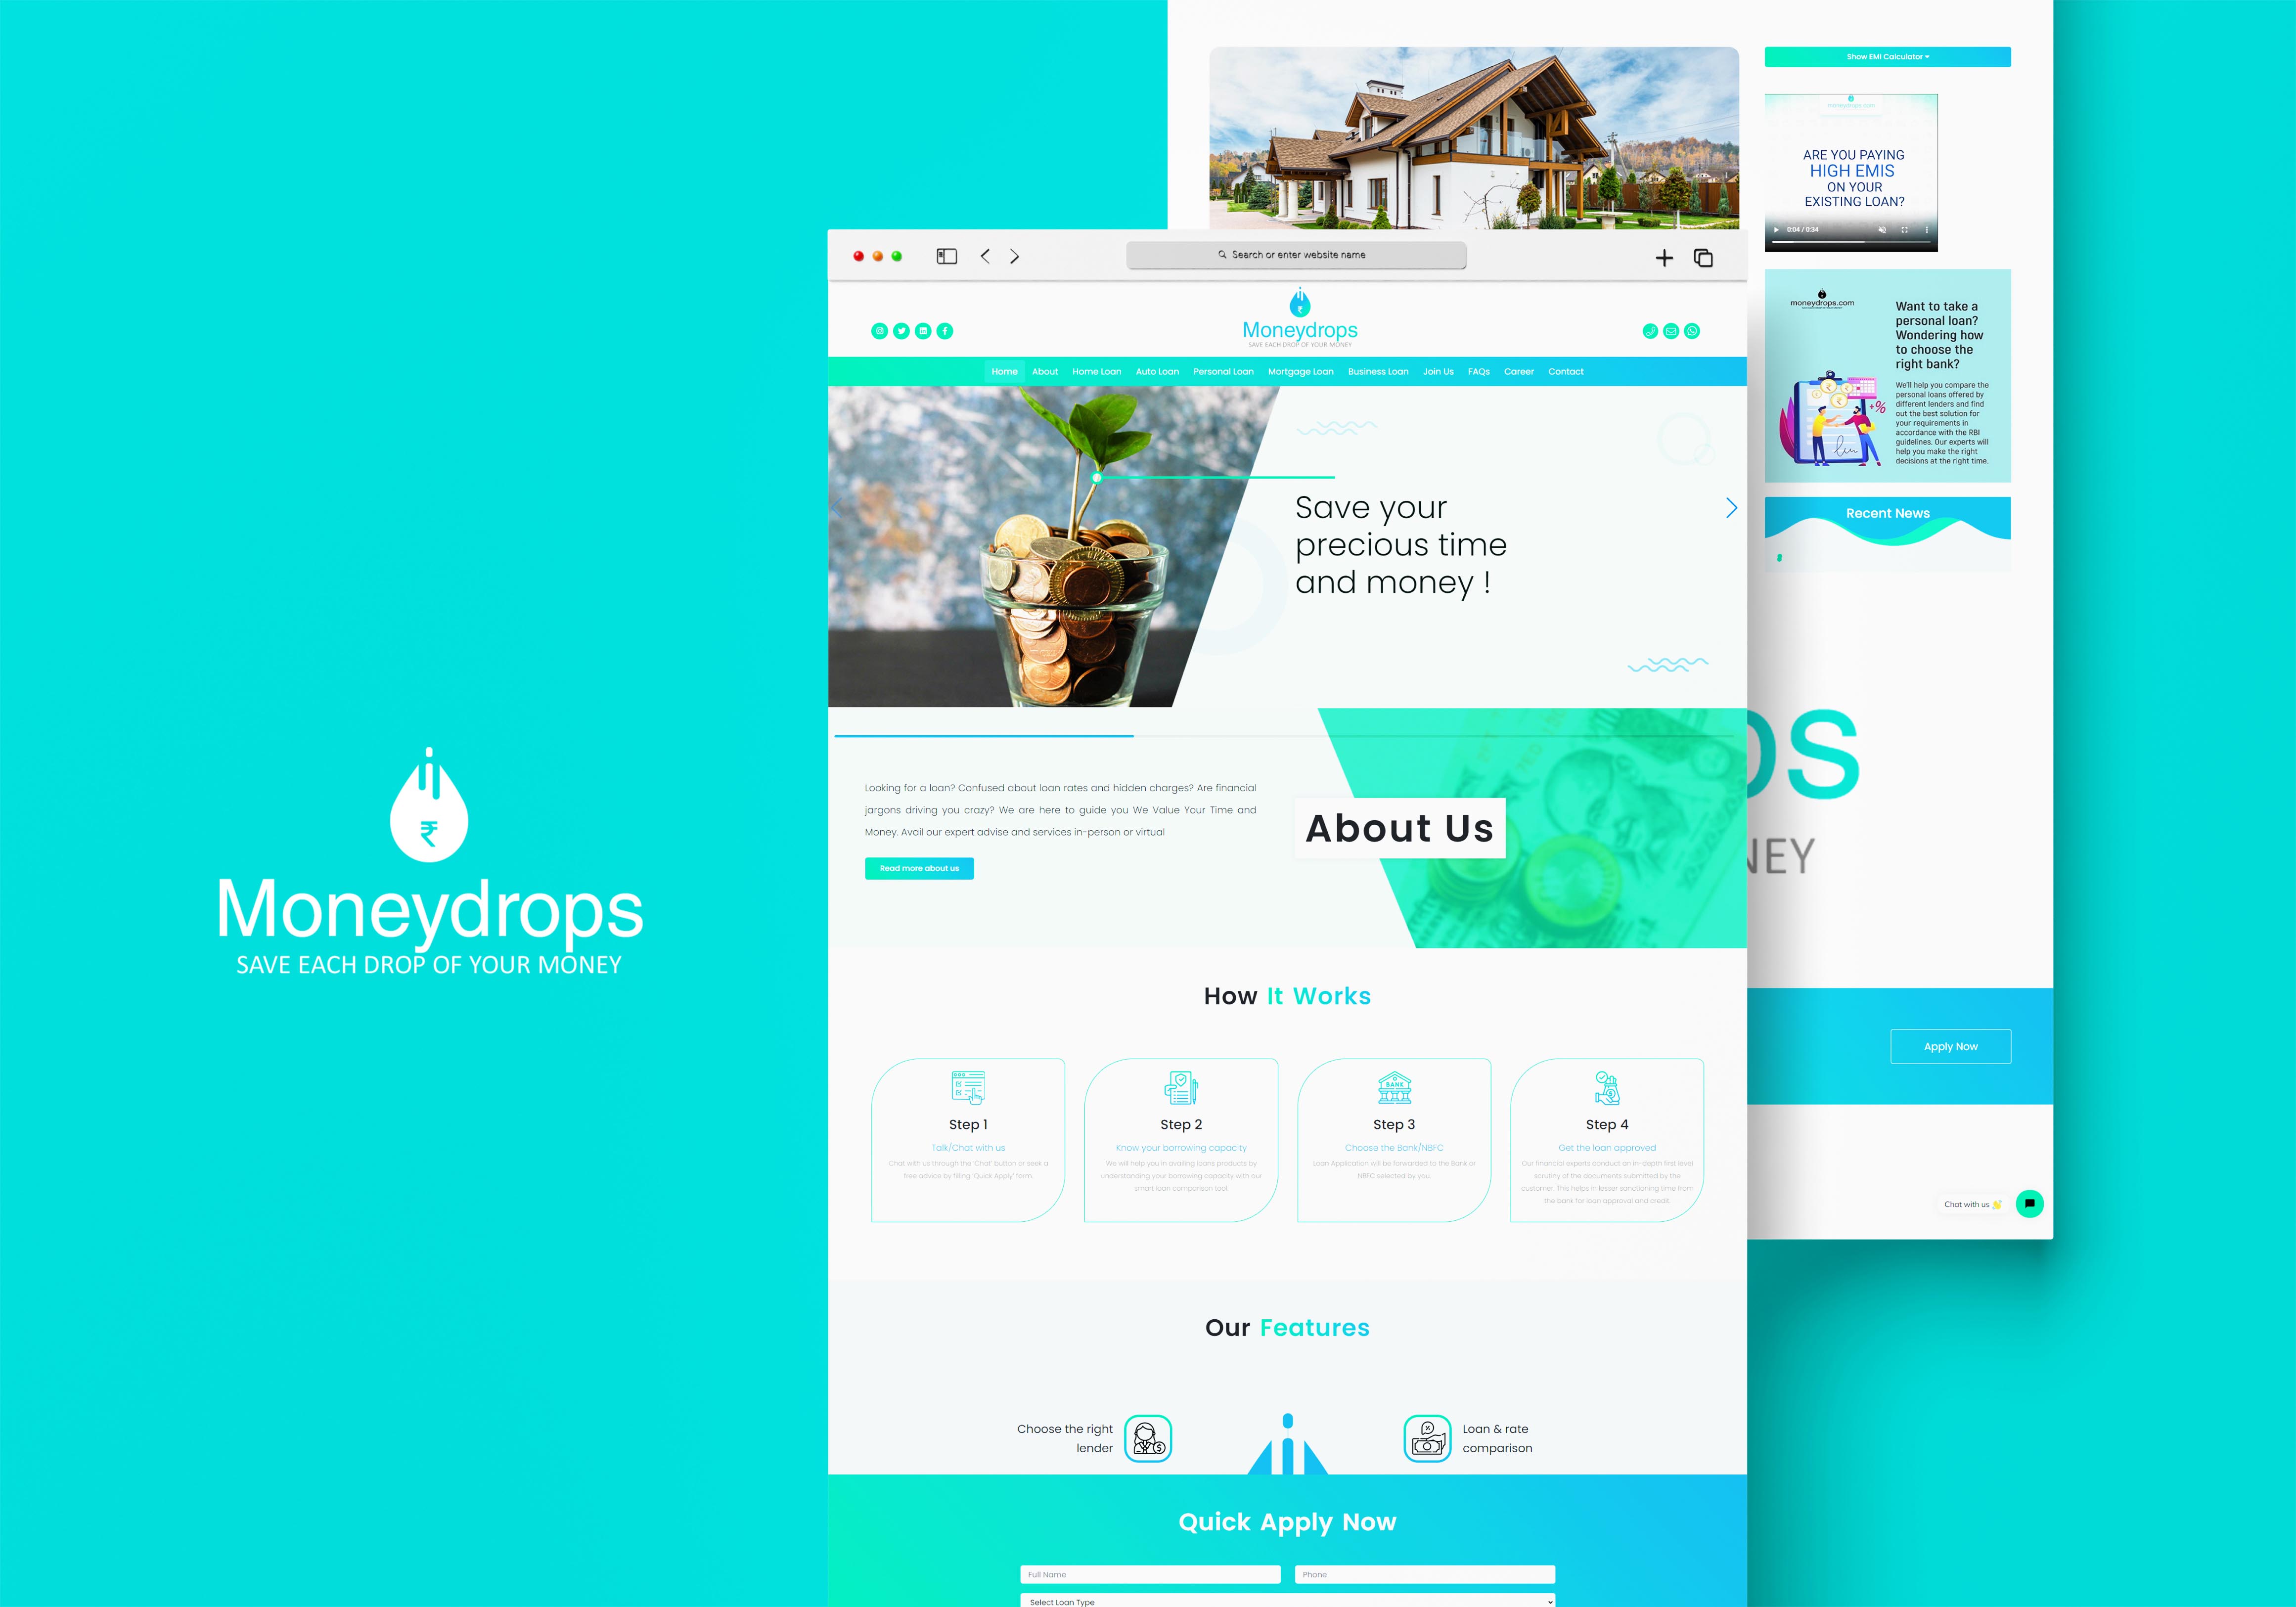 Moneydrops
SAVE EACH DROP OF YOUR MONEY
Search or enter website name
₹
Moneydrops
SAVE EACH DROP OF YOUR MONEY
Home About Home Loan Auto Loan Personal Loan Mortgage Loan Business Loan Join Us FAQs Career Contact
Save your
precious time
and money !
Looking for a loan? Confused about loan rates and hidden charges? Are financial
jargons driving you crazy? We are here to guide you We Value Your Time and
Money. Avail our expert advise and services in-person or virtual
Read more about us
About Us
How It Works
Step 1
Talk/Chat with us
Chat with us through the 'Chat' button or seek a
free advice by filling 'Quick Apply' form.
Step 2
Know your borrowing capacity
We will help you in availing loans products by
understanding your borrowing capacity with our
smart loan comparison tool.
Step 3
Choose the Bank/NBFC
BANK
Loan Application will be forwarded to the Bank or
NBFC selected by you.
Step 4
Get the loan approved
Our financial experts conduct an in-depth first level
scrutiny of the documents submitted by the
customer. This helps in lesser sanctioning time from
the bank for loan approval and credit.
Our Features
Choose the right
lender
Loan & rate
comparison
Quick Apply Now
Full Name
Phone
Select Loan Type
Show EMI Calculator
moneydrops.com
ARE YOU PAYING
HIGH EMIS
ON YOUR
EXISTING LOAN?
0:04 / 0:34
moneydrops.com
Want to take a
personal loan?
Wondering how
to choose the
right bank?
We'll help you compare the
personal loans offered by
different lenders and find
out the best solution for
your requirements in
accordance with the RBI
guidelines. Our experts will
help you make the right
decisions at the right time.
+%
Recent News
ps
NEY
Apply Now
Chat with us 👋